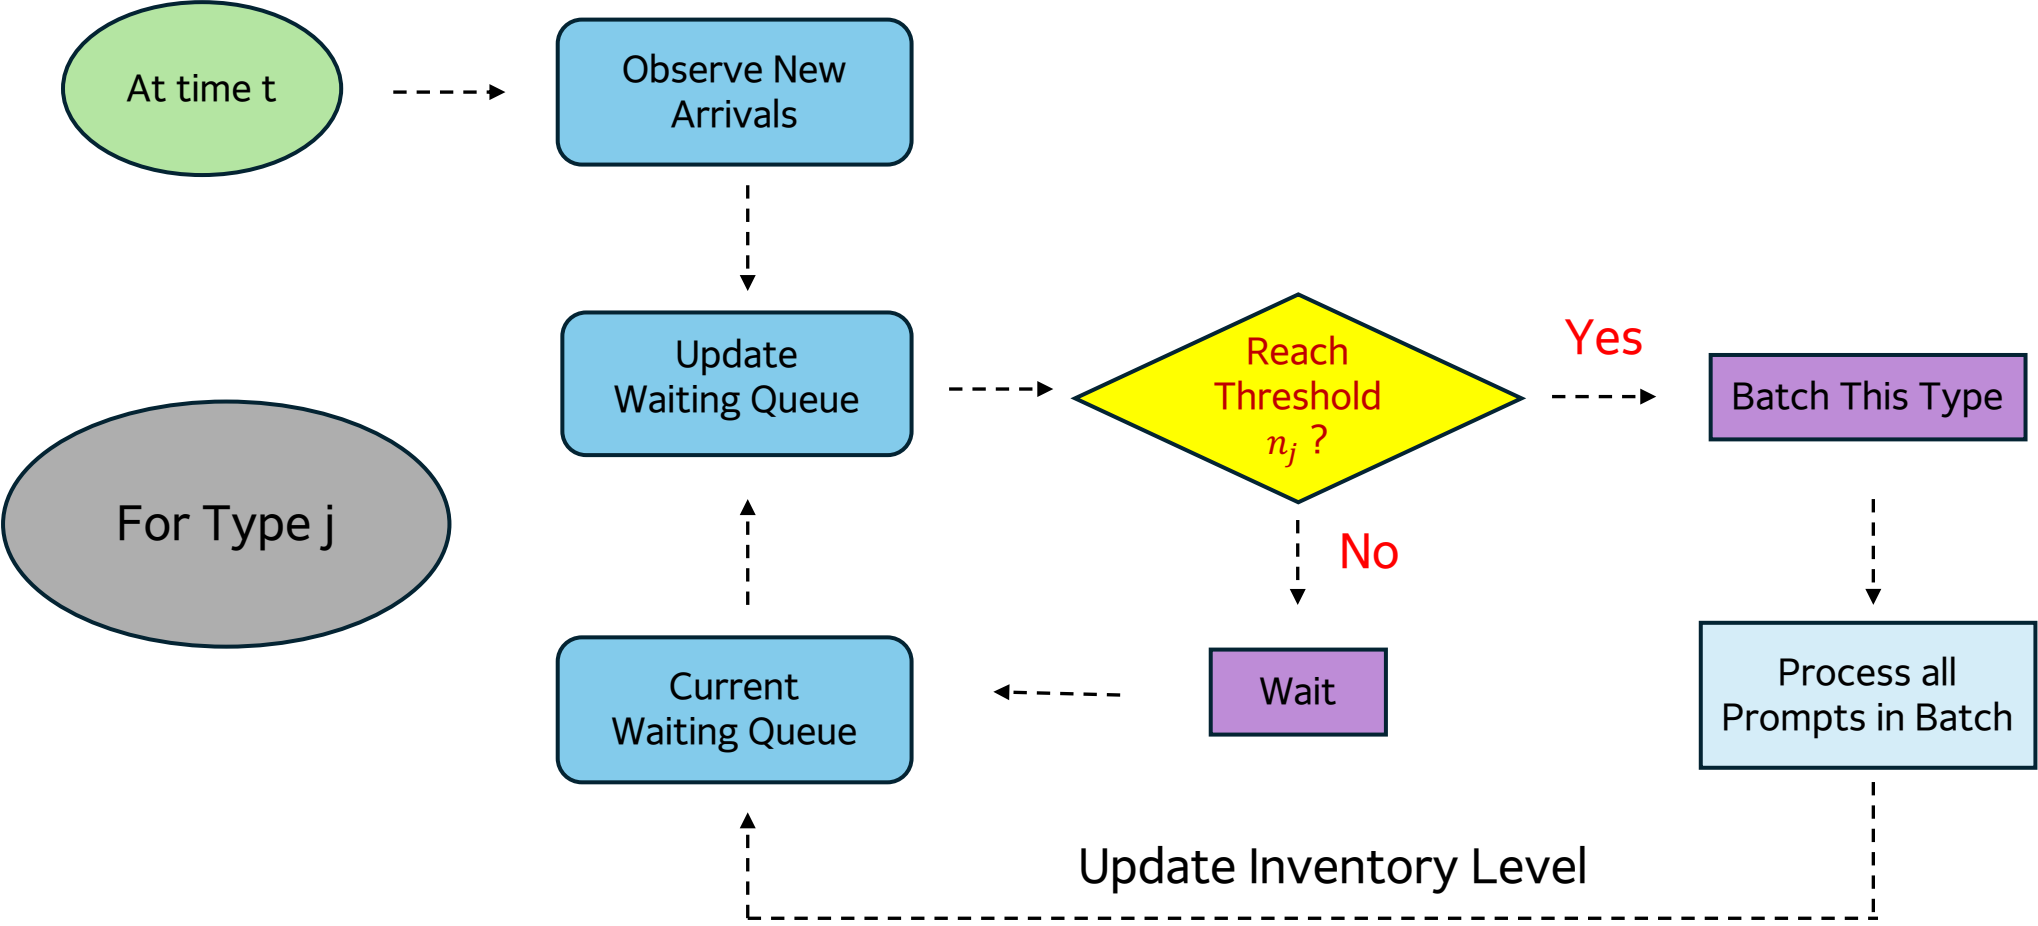 At time t
Observe New
Arrivals
Update
Waiting Queue
Reach
Threshold
n_j ?
Yes
Batch This Type
For Type j
No
Current
Waiting Queue
Wait
Process all
Prompts in Batch
Update Inventory Level